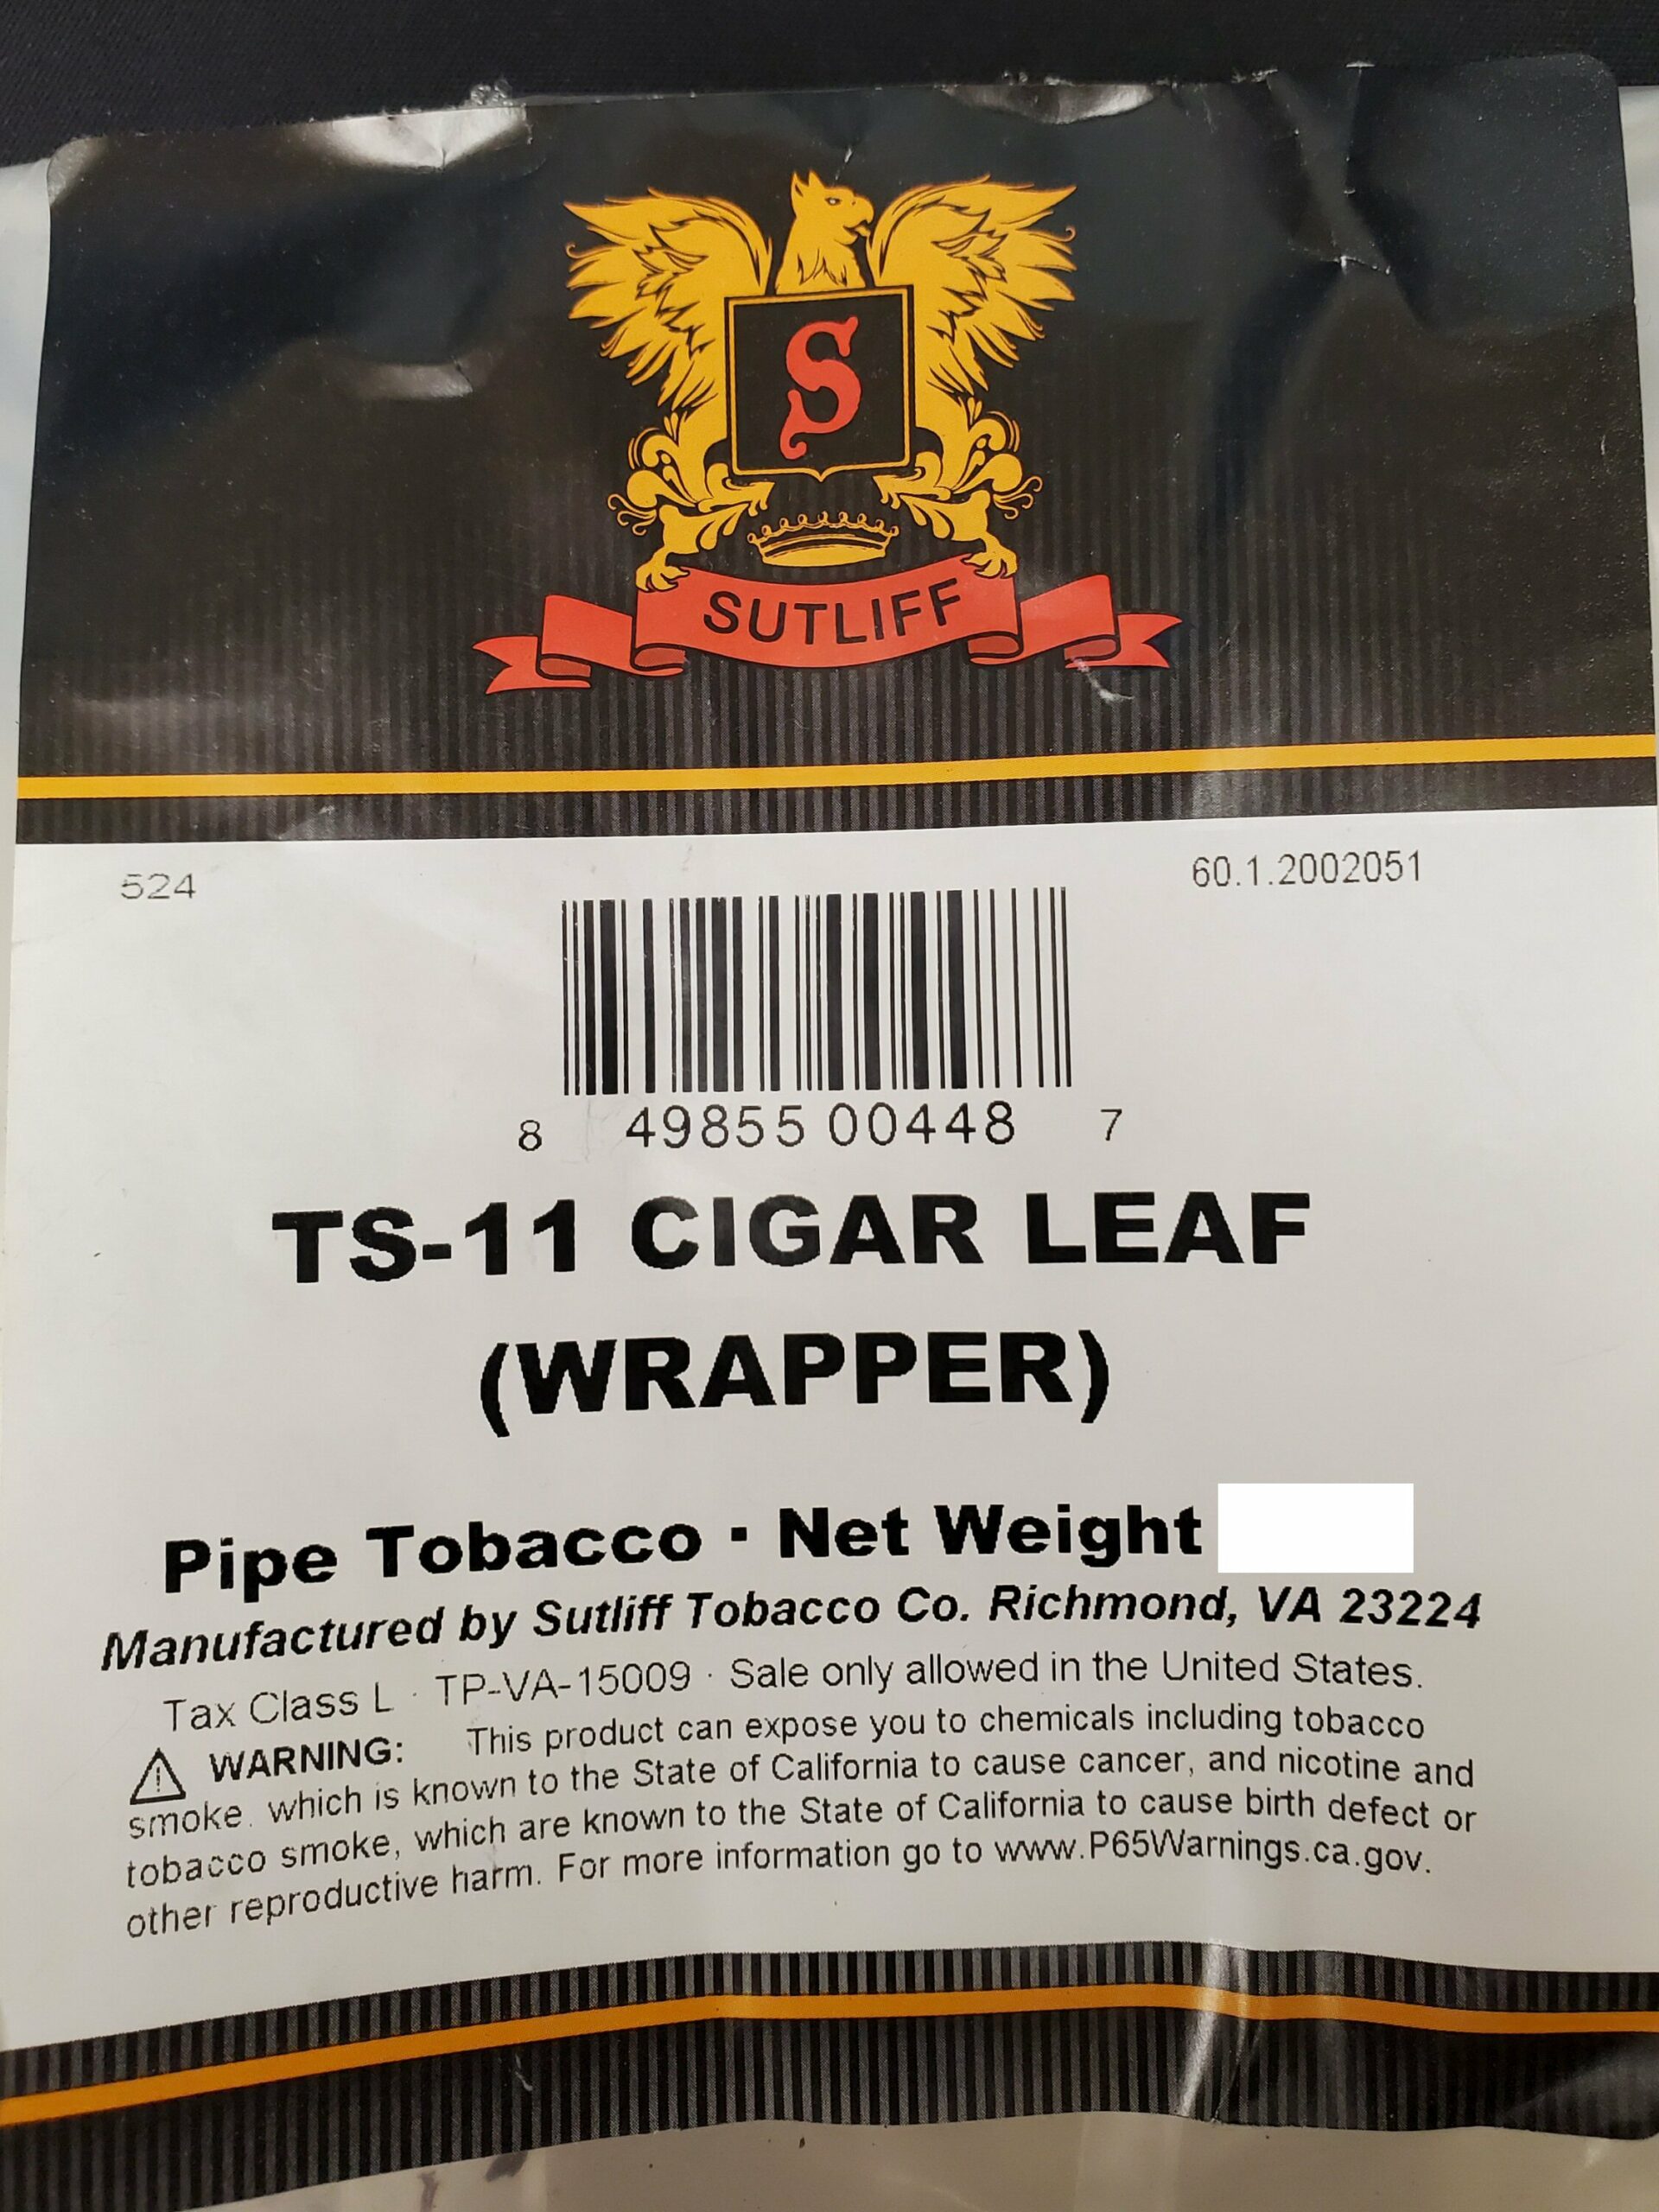 S
SUTLIFF
524
60.1.2002051
8 49855 00448 7
TS-11 CIGAR LEAF
(WRAPPER)
Pipe Tobacco · Net Weight
Manufactured by Sutliff Tobacco Co. Richmond, VA 23224
Tax Class L · TP-VA-15009 · Sale only allowed in the United States.
WARNING: This product can expose you to chemicals including tobacco
smoke. which is known to the State of California to cause cancer, and nicotine and
tobacco smoke, which are known to the State of California to cause birth defect or
other reproductive harm. For more information go to www.P65Warnings.ca.gov.